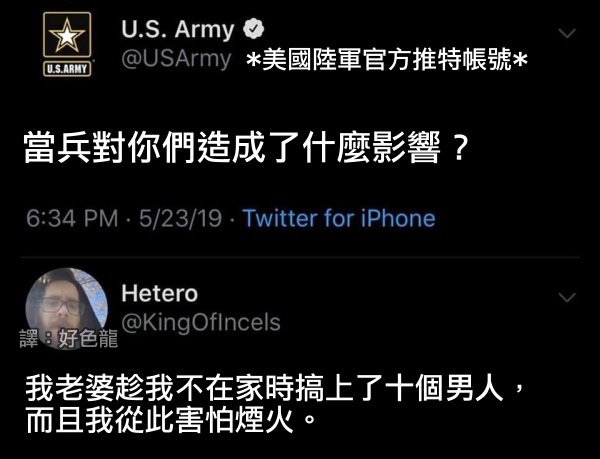 U.S. Army
@USArmy *美國陸軍官方推特帳號*
U.S.ARMY
當兵對你們造成了什麼影響？
6:34 PM · 5/23/19 · Twitter for iPhone
Hetero
@KingOfIncels
譯：好色龍
我老婆趁我不在家時搞上了十個男人，
而且我從此害怕煙火。